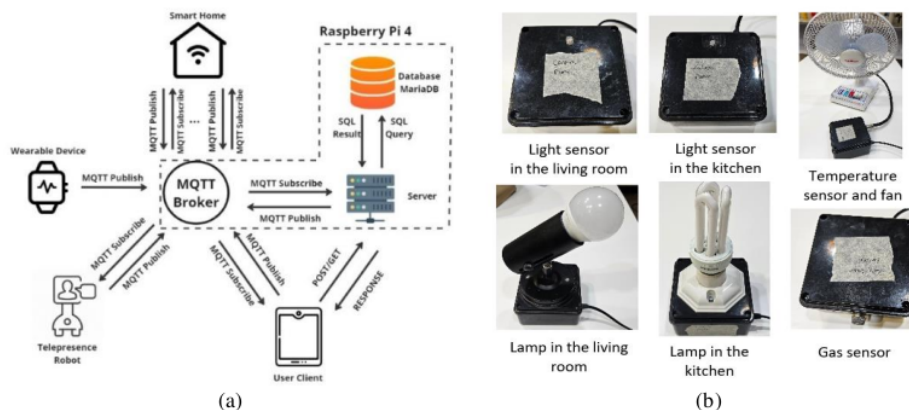 Smart Home
Raspberry Pi 4
Database
MariaDB
MQTT Publish
MQTT Subscribe
...
MQTT Publish
MQTT Subscribe
SQL
Result
SQL
Query
Wearable Device
MQTT Publish
MQTT
Broker
MQTT Subscribe
MQTT Publish
Server
MQTT Subscribe
MQTT Publish
MQTT Publish
MQTT Subscribe
POST/GET
RESPONSE
Telepresence
Robot
User Client
(a)
Light sensor
in the living room
Light sensor
in the kitchen
Temperature
sensor and fan
Lamp in the living
room
Lamp in the
kitchen
Gas sensor
(b)